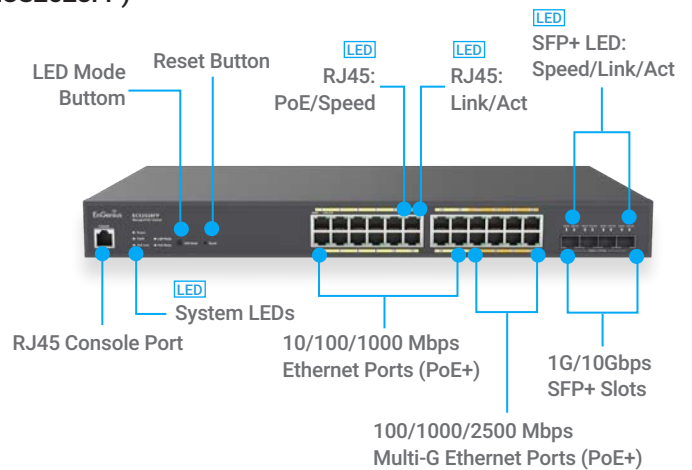 LED
SFP+ LED:
Speed/Link/Act
LED
RJ45:
PoE/Speed
LED
RJ45:
Link/Act
Reset Button
LED Mode
Buttom
EnGenius
ECS2528FP
LED
System LEDs
RJ45 Console Port
10/100/1000 Mbps
Ethernet Ports (PoE+)
1G/10Gbps
SFP+ Slots
100/1000/2500 Mbps
Multi-G Ethernet Ports (PoE+)